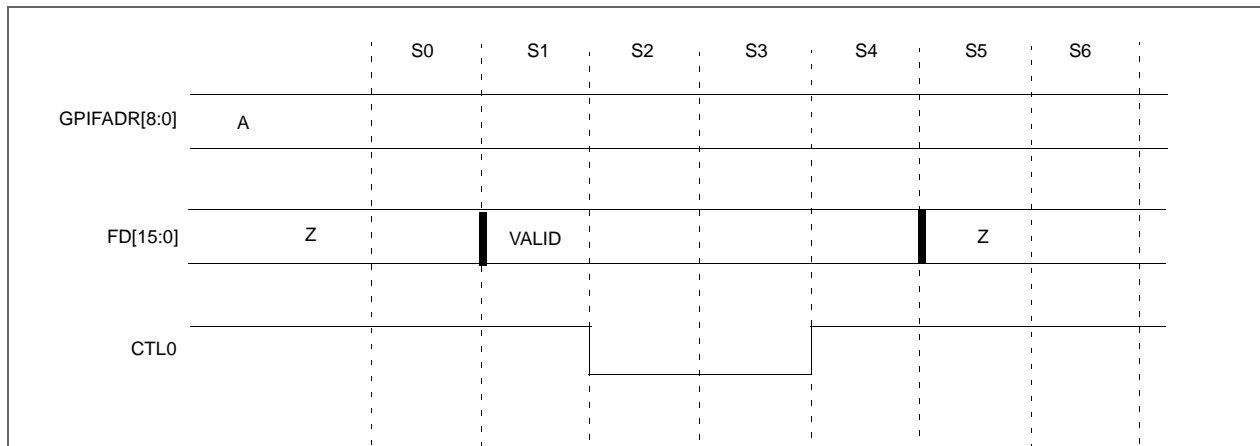 S0 S1 S2 S3 S4 S5 S6
GPIFADR[8:0] A
FD[15:0] Z VALID Z
CTL0